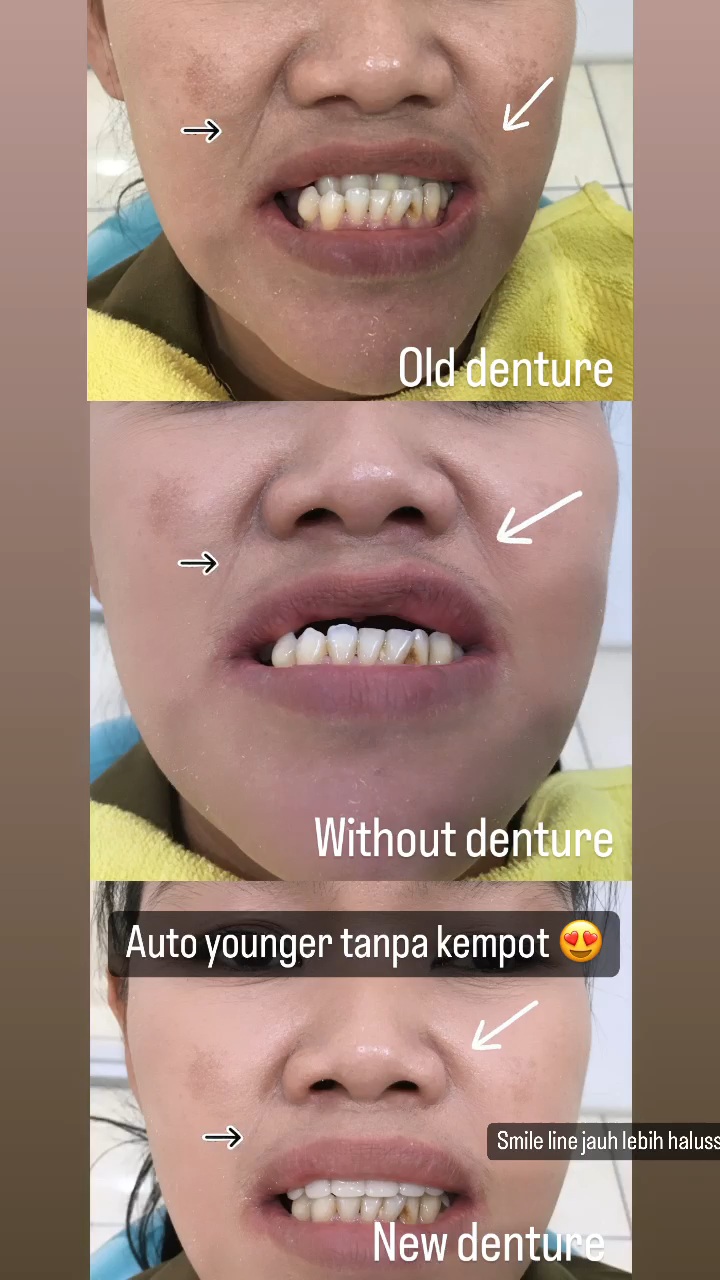 Old denture
Without denture
Auto younger tanpa kempot 😍
Smile line jauh lebih haluss
New denture